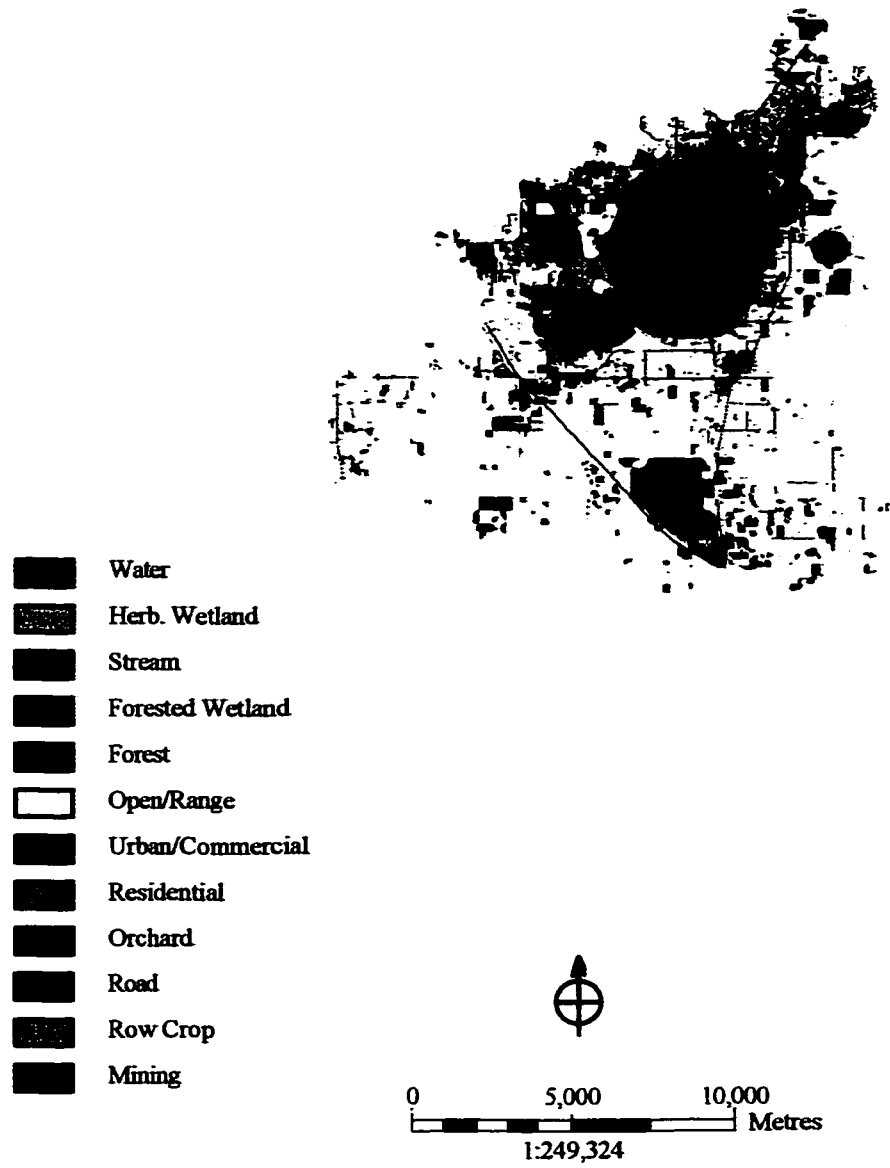 Water
Herb. Wetland
Stream
Forested Wetland
Forest
Open/Range
Urban/Commercial
Residential
Orchard
Road
Row Crop
Mining
0 5,000 10,000
Metres
1:249,324